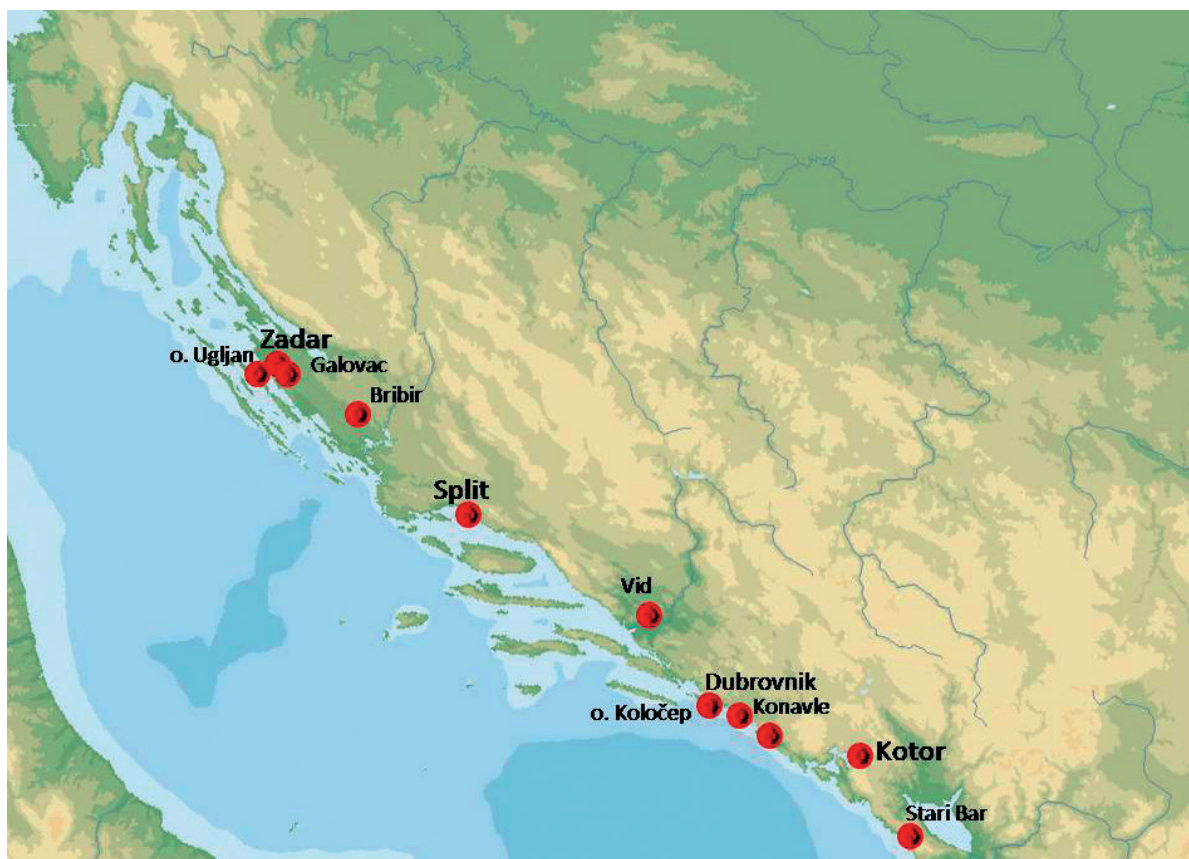 Zadar
o. Ugljan
Galovac
Bribir
Split
Vid
Dubrovnik
o. Koločep
Konavle
Kotor
Stari Bar